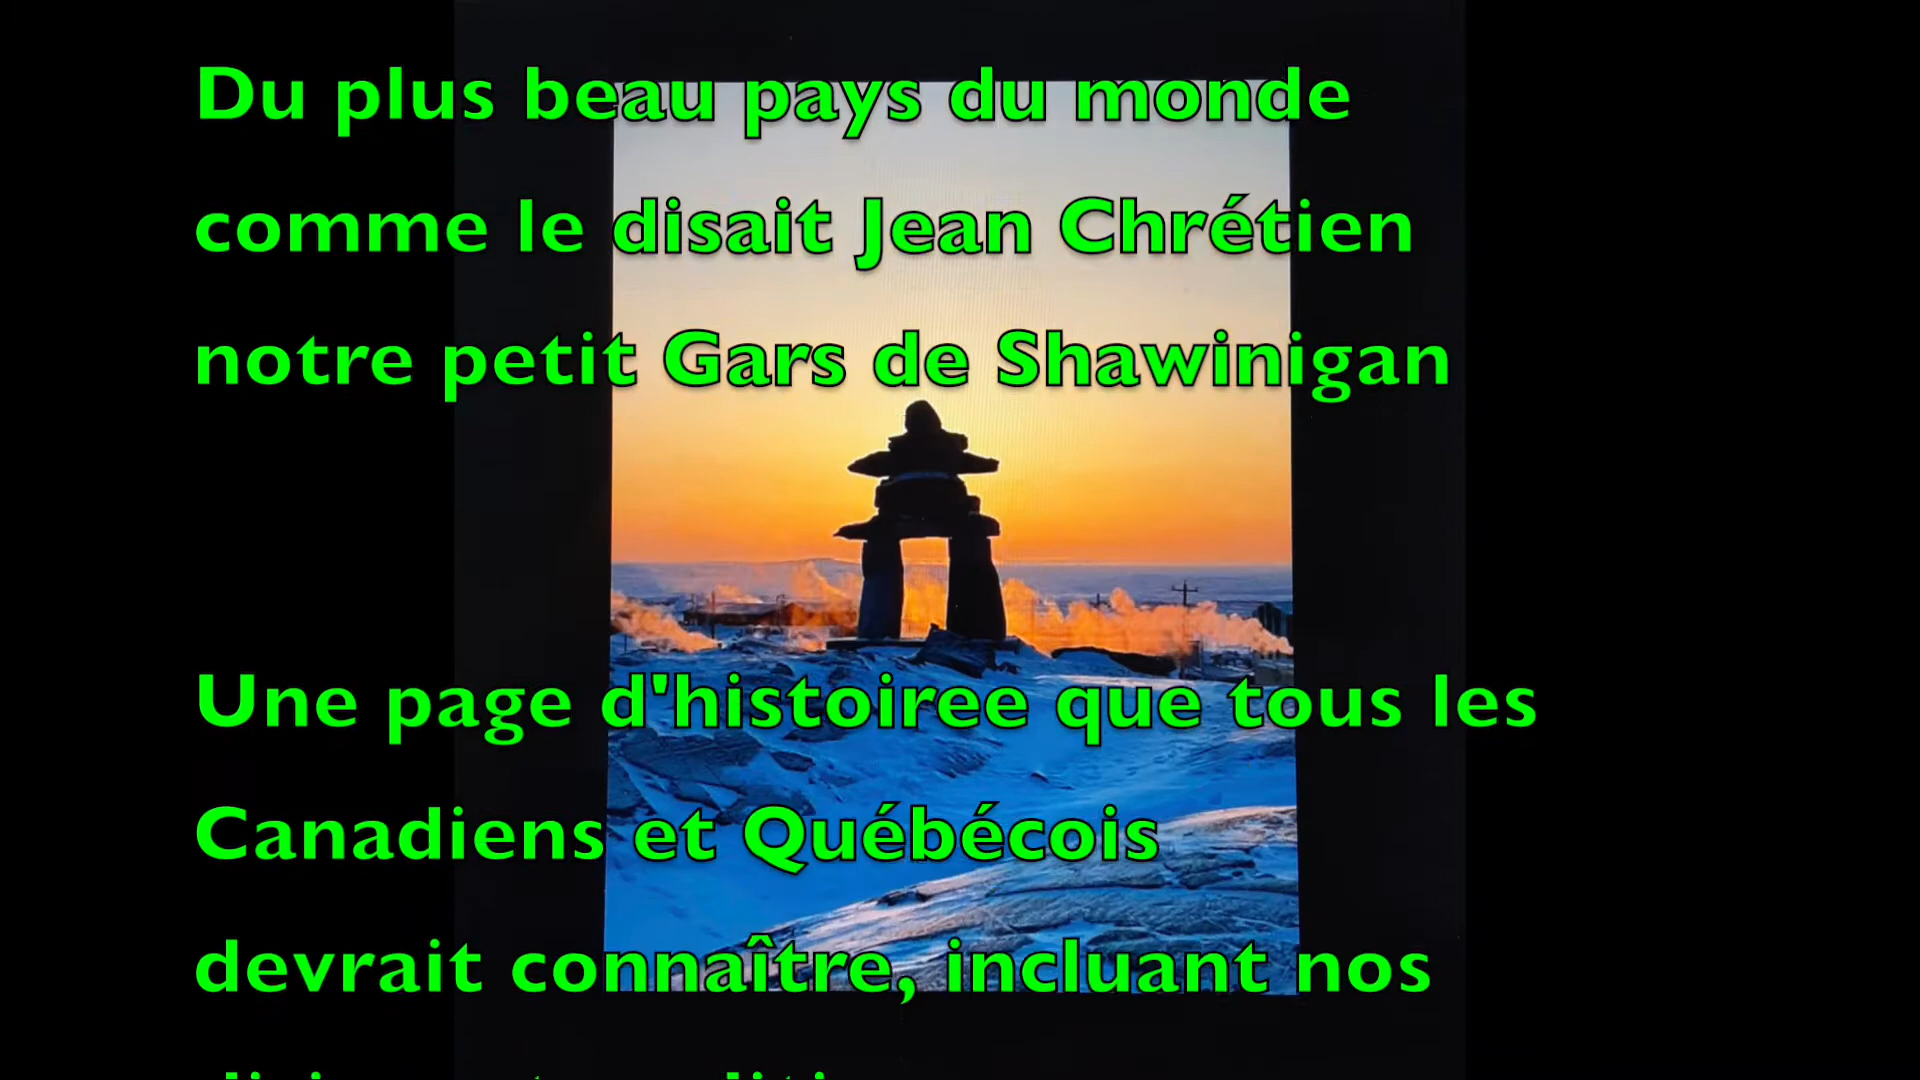 Du plus beau pays du monde
comme le disait Jean Chrétien
notre petit Gars de Shawinigan
Une page d'histoiree que tous les
Canadiens et Québécois
devrait connaître, incluant nos